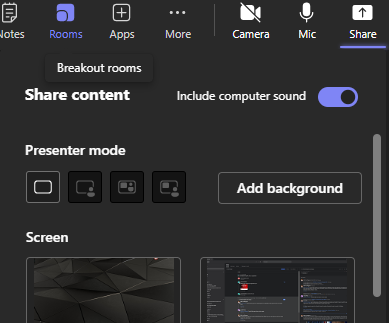 Notes Rooms Apps More Camera Mic Share
Breakout rooms
Share content Include computer sound
Presenter mode
Add background
Screen